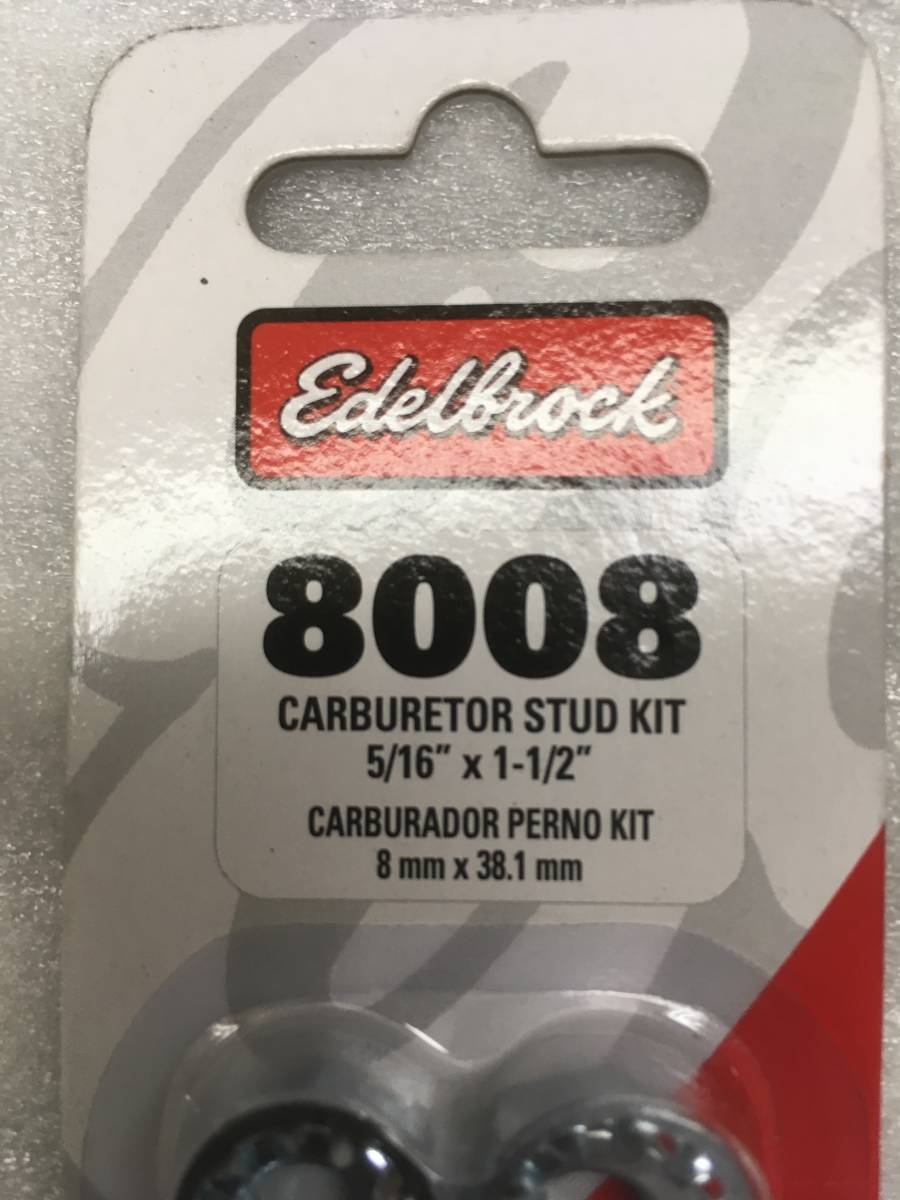 Edelbrock
8008
CARBURETOR STUD KIT
5/16" x 1-1/2"
CARBURADOR PERNO KIT
8 mm x 38.1 mm